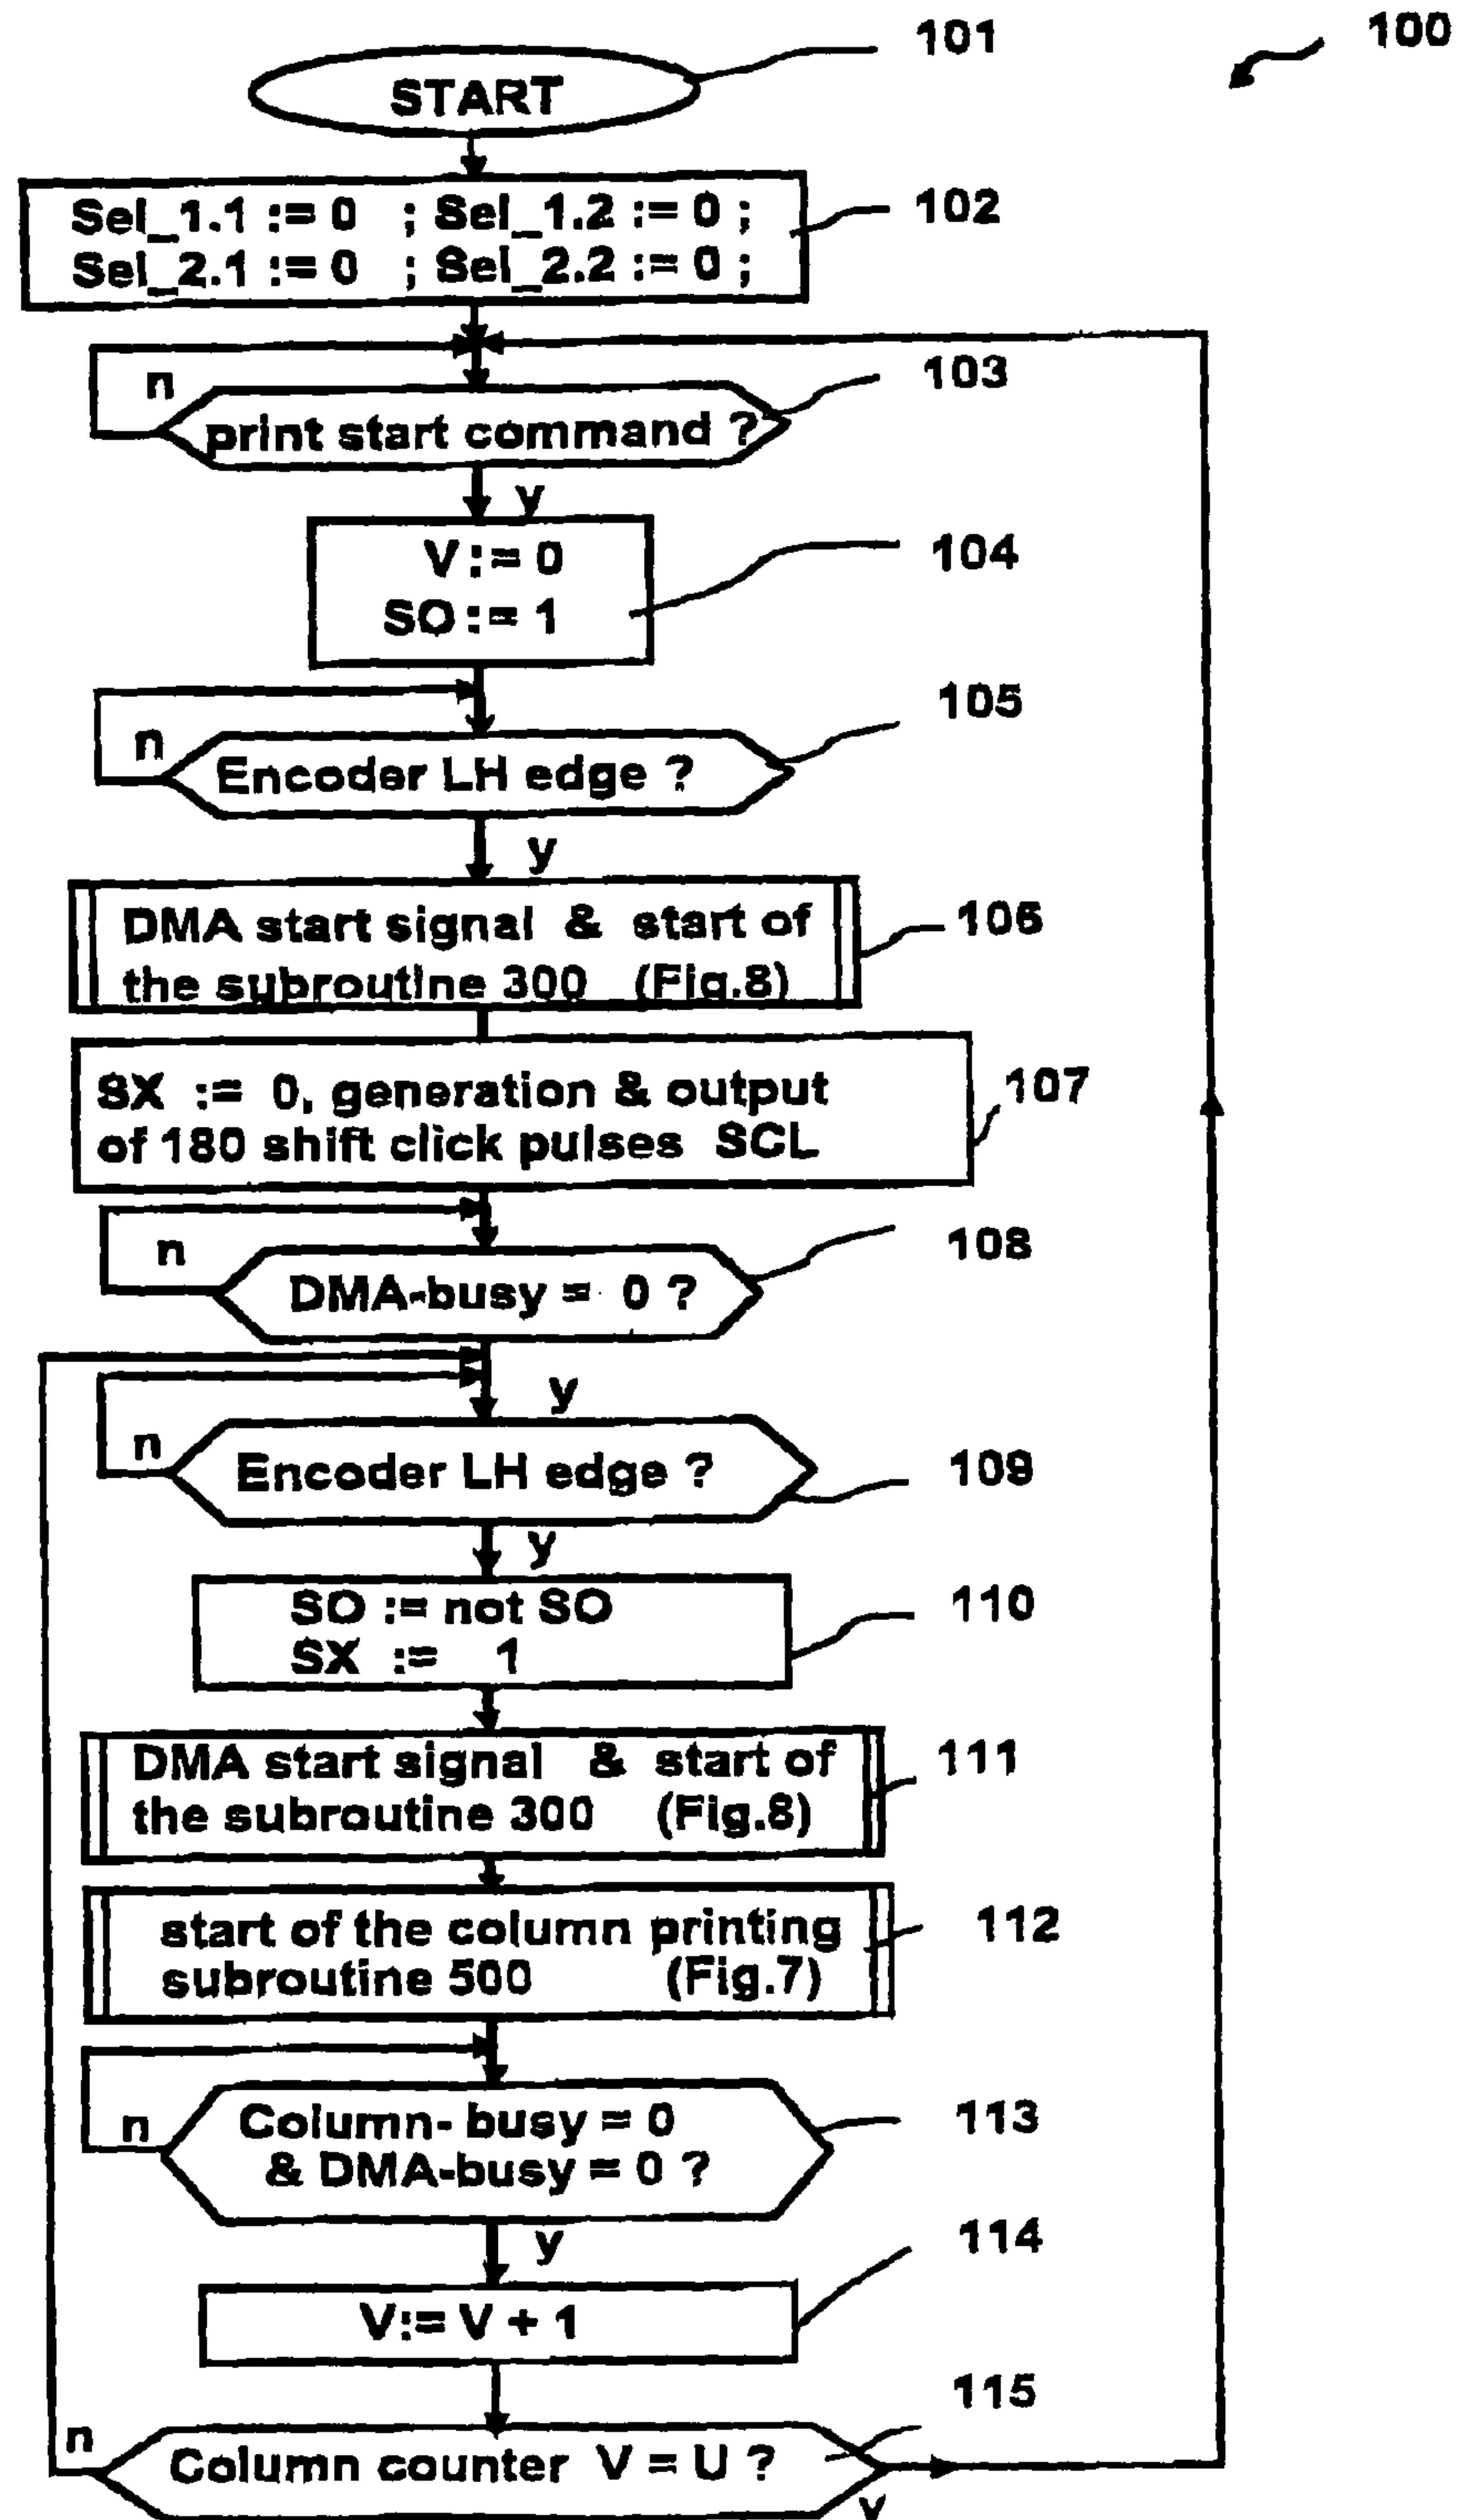 101
100
START
102
Sel_1.1 := 0 ; Sel_1.2 := 0 ;
Sel_2.1 := 0 ; Sel_2.2 := 0 ;
103
n
print start command ?
y
104
V := 0
SO := 1
105
n
Encoder LH edge ?
y
106
DMA start signal & start of
the subroutine 300 (Fig.8)
107
SX := 0, generation & output
of 180 shift click pulses SCL
108
n
DMA-busy = 0 ?
y
109
n
Encoder LH edge ?
y
110
SO := not SO
SX := 1
111
DMA start signal & start of
the subroutine 300 (Fig.8)
112
start of the column printing
subroutine 500 (Fig.7)
113
n
Column- busy = 0
& DMA-busy = 0 ?
y
114
V:= V + 1
115
n
Column counter V = U ?
y